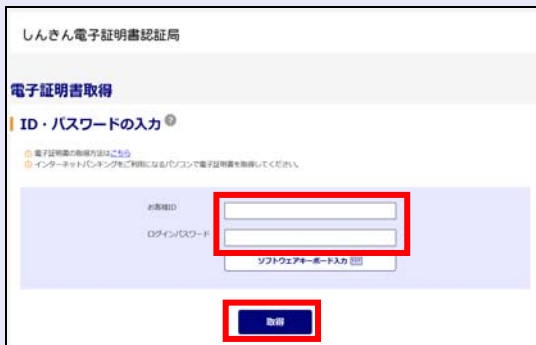 しんきん電子証明書認証局
電子証明書取得
ID・パスワードの入力 ?
電子証明書の取得方法はこちら
インターネットバンキングをご利用になるパソコンで電子証明書を取得してください。
お客様ID
ログインパスワード
ソフトウェアキーボード入力
取得